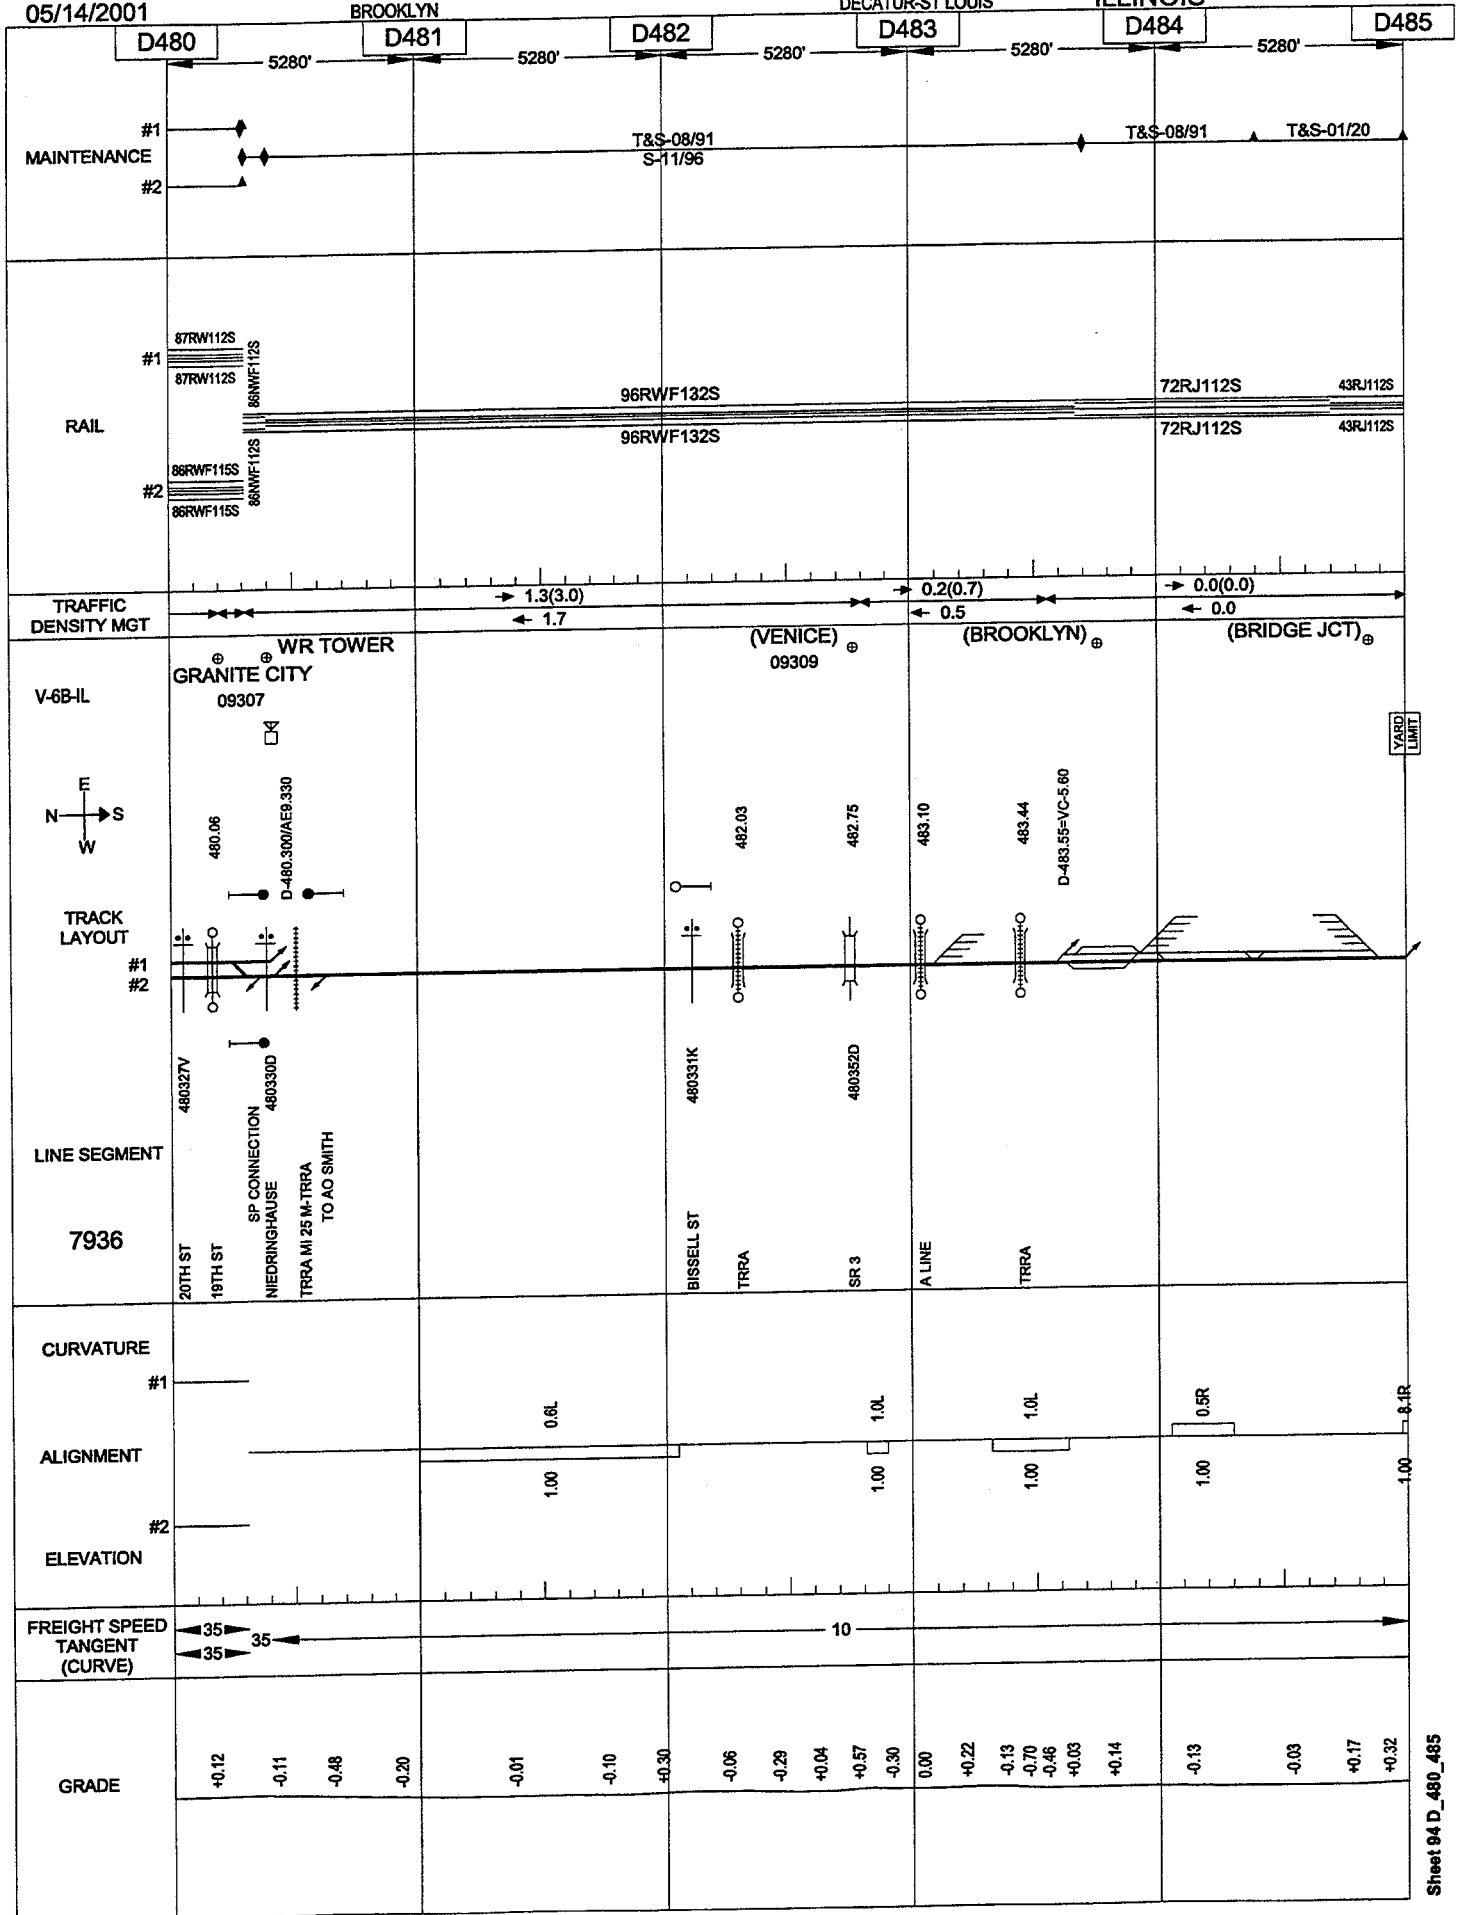 05/14/2001
BROOKLYN
DECATUR-ST LOUIS
ILLINOIS
D480
D481
D482
D483
D484
D485
5280'
5280'
5280'
5280'
5280'
MAINTENANCE
#1
#2
T&S-08/91
S-11/96
T&S-08/91
T&S-01/20
RAIL
#1
87RW112S
87RW112S
86NWF112S
86NWF112S
#2
86RWF115S
86RWF115S
96RWF132S
96RWF132S
72RJ112S
72RJ112S
43RJ112S
43RJ112S
TRAFFIC
DENSITY MGT
1.3(3.0)
1.7
0.2(0.7)
0.5
0.0(0.0)
0.0
WR TOWER
GRANITE CITY
09307
(VENICE)
09309
(BROOKLYN)
(BRIDGE JCT)
V-6B-IL
YARD
LIMIT
E
N S
W
480.06
D-480.300/AE9.330
482.03
482.75
483.10
483.44
D-483.55=VC-5.60
TRACK
LAYOUT
#1
#2
480327V
480330D
480331K
480352D
LINE SEGMENT
7936
20TH ST
19TH ST
SP CONNECTION
NIEDRINGHAUSE
TRRA MI 25 M-TRRA
TO AO SMITH
BISSELL ST
TRRA
SR 3
A LINE
TRRA
CURVATURE
#1
ALIGNMENT
#2
ELEVATION
0.6L
1.00
1.0L
1.00
1.0L
1.00
0.5R
1.00
8.1R
1.00
FREIGHT SPEED
TANGENT
(CURVE)
35
35
35
10
GRADE
+0.12
-0.11
-0.48
-0.20
-0.01
-0.10
+0.30
-0.06
-0.29
+0.04
+0.57
-0.30
0.00
+0.22
-0.13
-0.70
-0.46
+0.03
+0.14
-0.13
-0.03
+0.17
+0.32
Sheet 94 D_480_485